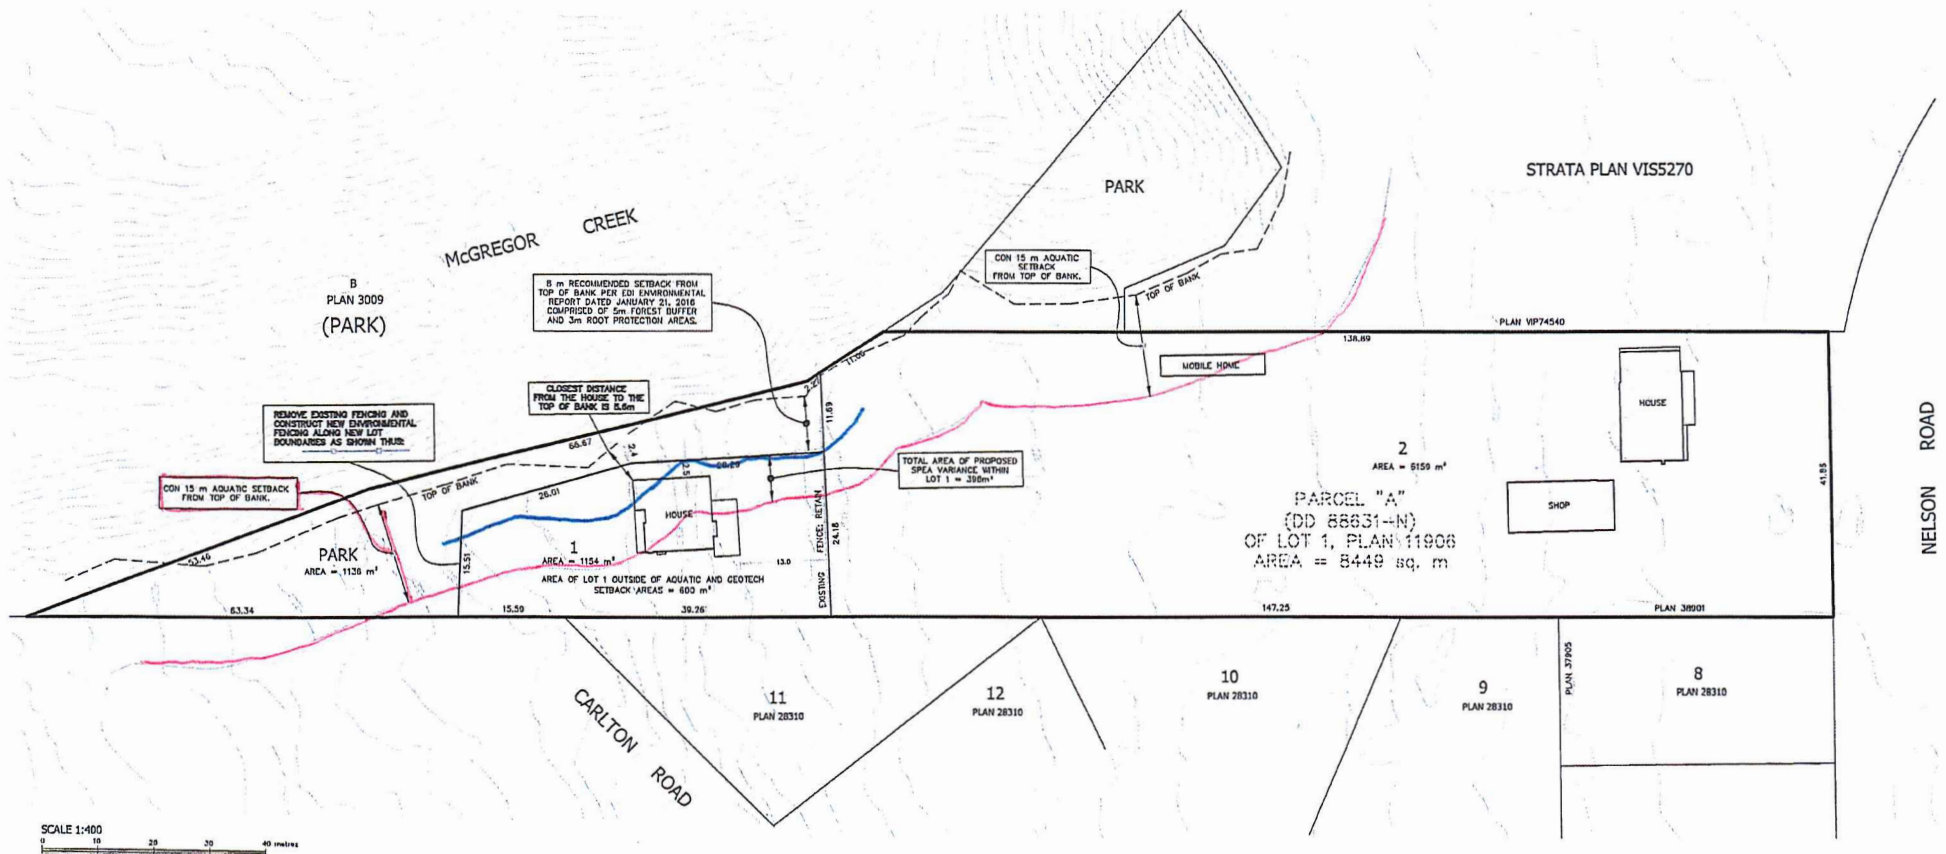 STRATA PLAN VIS5270
PARK
McGREGOR CREEK
B
PLAN 3009
(PARK)
8 m RECOMMENDED SETBACK FROM
TOP OF BANK PER EDI ENVIRONMENTAL
REPORT DATED JANUARY 21, 2016
COMPRISED OF 5m FOREST BUFFER
AND 3m ROOT PROTECTION AREAS.
CON 15 m AQUATIC
SETBACK
FROM TOP OF BANK.
TOP OF BANK
PLAN VIP74540
138.89
11.00
2.22
MOBILE HOME
CLOSEST DISTANCE
FROM THE HOUSE TO THE
TOP OF BANK IS
REMOVE EXISTING FENCING AND
CONSTRUCT NEW ENVIRONMENTAL
FENCING ALONG NEW LOT
BOUNDARIES AS SHOWN THUS:
66.67
2.4
11.69
HOUSE
NELSON ROAD
2
AREA = 6159 m²
TOTAL AREA OF PROPOSED
SPEA VARIANCE WITHIN
LOT 1 = 398m²
CON 15 m AQUATIC SETBACK
FROM TOP OF BANK.
TOP OF BANK
26.01
2.5
41.85
PARCEL "A"
(DD 88631-N)
OF LOT 1, PLAN 11906
AREA = 8449 sq. m
SHOP
HOUSE
EXISTING FENCE: RETAIN
24.18
53.46
PARK
AREA = 1136 m²
15.51
1
AREA = 1154 m²
13.0
AREA OF LOT 1 OUTSIDE OF AQUATIC AND GEOTECH
SETBACK AREAS = 600 m²
63.34
15.59
39.26
147.25
PLAN 38901
CARLTON ROAD
11
PLAN 28310
12
PLAN 28310
10
PLAN 28310
9
PLAN 28310
PLAN 37905
8
PLAN 28310
SCALE 1:400
0 10 20 30 40 metres